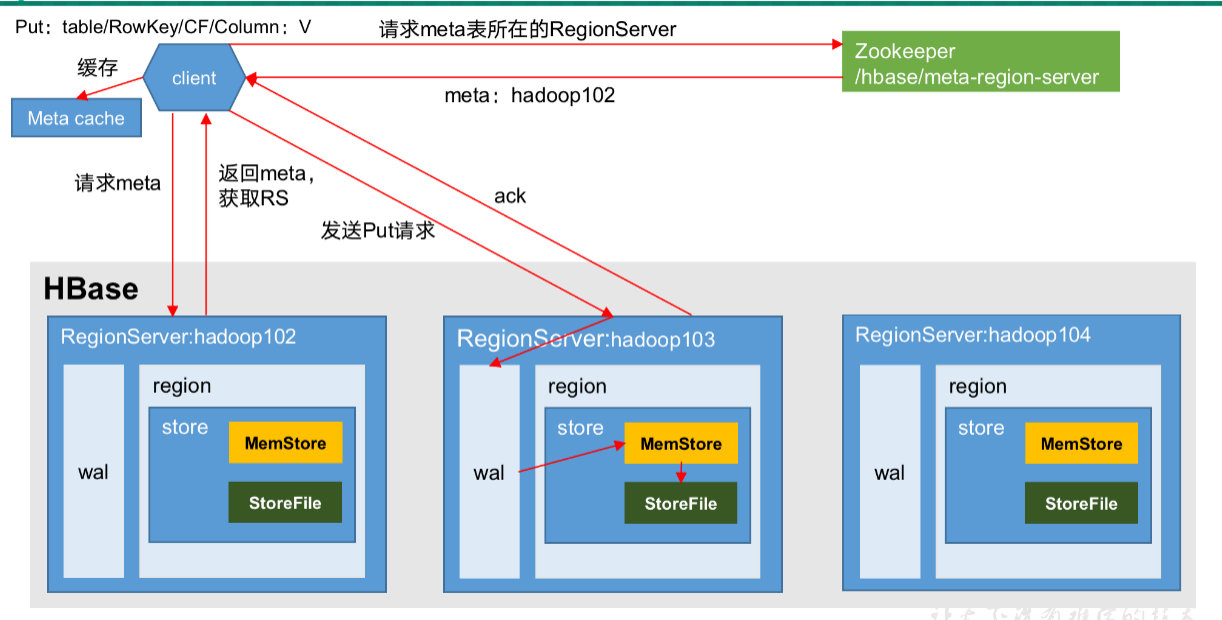 Put：table/RowKey/CF/Column：V
请求meta表所在的RegionServer
Zookeeper
/hbase/meta-region-server
缓存
client
meta：hadoop102
Meta cache
请求meta
返回meta，
获取RS
ack
发送Put请求
HBase
RegionServer:hadoop102
wal
region
store
MemStore
StoreFile
RegionServer:hadoop103
wal
region
store
MemStore
StoreFile
RegionServer:hadoop104
wal
region
store
MemStore
StoreFile